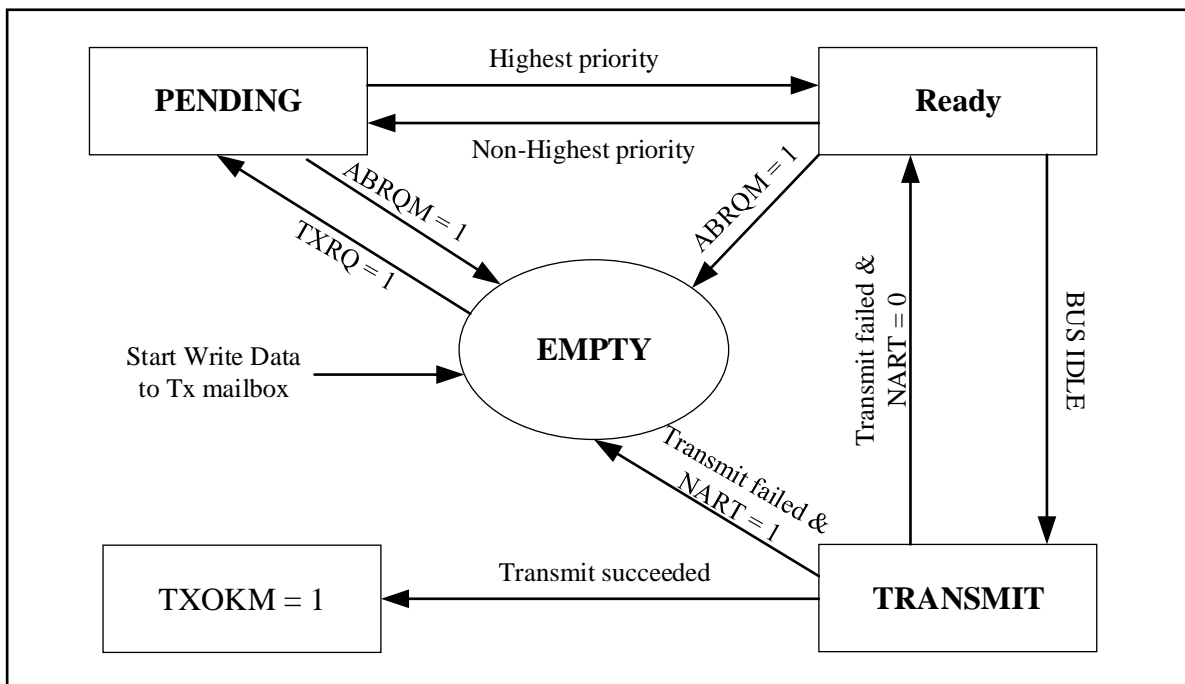 Highest priority
PENDING
Ready
Non-Highest priority
ABRQM = 1
TXRQ = 1
ABRQM = 1
Transmit failed &
NART = 0
BUS IDLE
EMPTY
Start Write Data
to Tx mailbox
Transmit failed &
NART = 1
Transmit succeeded
TXOKM = 1
TRANSMIT